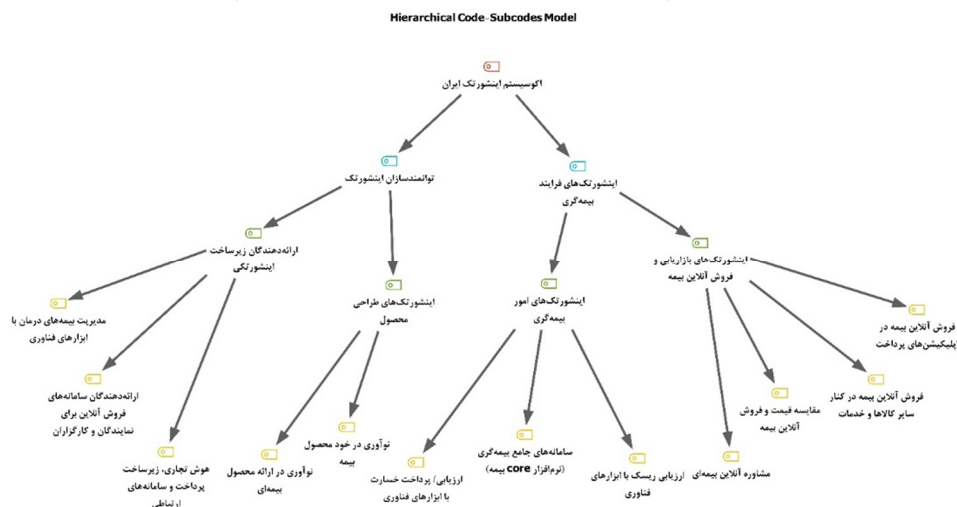 Hierarchical Code-Subcodes Model
اکوسیستم اینشورتک ایران
توانمندسازان اینشورتک
اینشورتک‌های فرایند
بیمه‌گری
ارائه‌دهندگان زیرساخت
اینشورتکی
اینشورتک‌های طراحی
محصول
اینشورتک‌های امور
بیمه‌گری
اینشورتک‌های بازاریابی و
فروش آنلاین بیمه
مدیریت بیمه‌های درمان با
ابزارهای فناوری
ارائه‌دهندگان سامانه‌های
فروش آنلاین برای
نمایندگان و کارگزاران
هوش تجاری، زیرساخت
پرداخت و سامانه‌های
ارتباطی
نوآوری در ارائه محصول
بیمه‌ای
نوآوری در خود محصول
بیمه
ارزیابی/ پرداخت خسارت
با ابزارهای فناوری
سامانه‌های جامع بیمه‌گری
(نرم‌افزار core بیمه)
ارزیابی ریسک با ابزارهای
فناوری
مشاوره آنلاین بیمه‌ای
مقایسه قیمت و فروش
آنلاین بیمه
فروش آنلاین بیمه در کنار
سایر کالاها و خدمات
فروش آنلاین بیمه در
اپلیکیشن‌های پرداخت